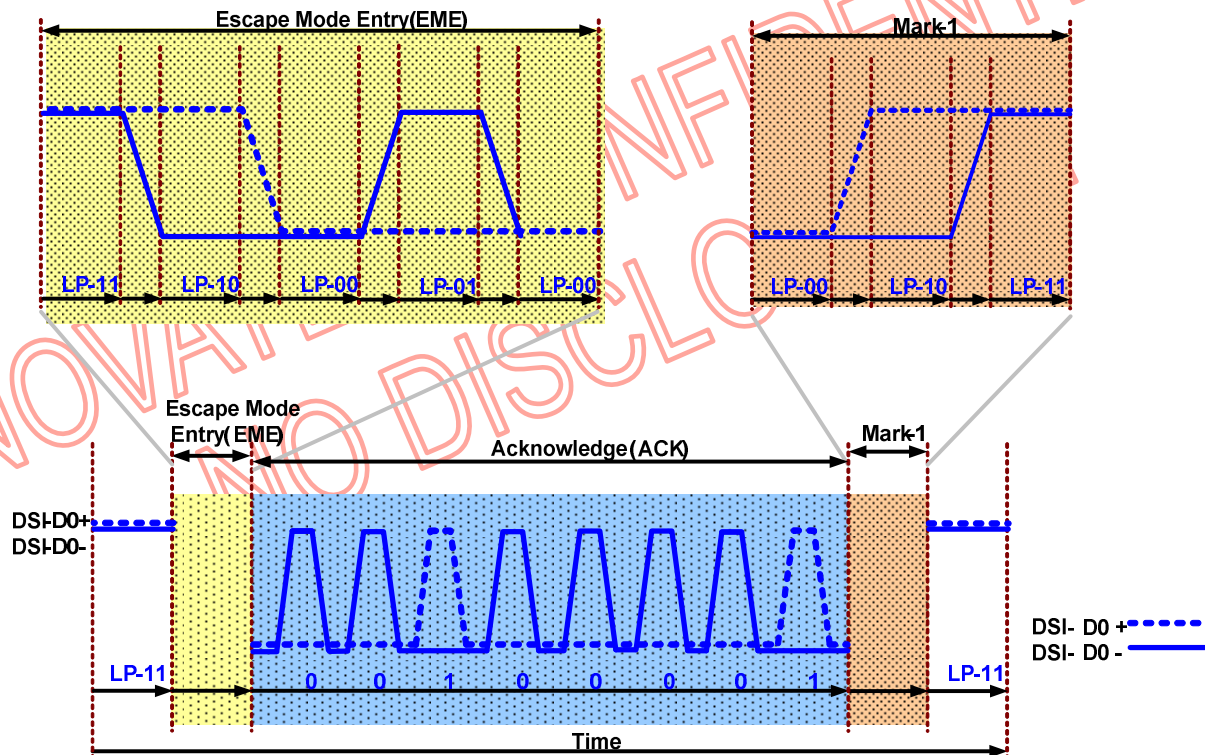 Escape Mode Entry(EME)
Mark-1
LP-11 LP-10 LP-00 LP-01 LP-00
LP-00 LP-10 LP-11
Escape Mode
Entry(EME)
Acknowledge(ACK)
Mark-1
DSI-D0+
DSI-D0-
LP-11
0 0 1 0 0 0 0 1
LP-11
DSI- D0 +
DSI- D0 -
Time
NO DISCLO